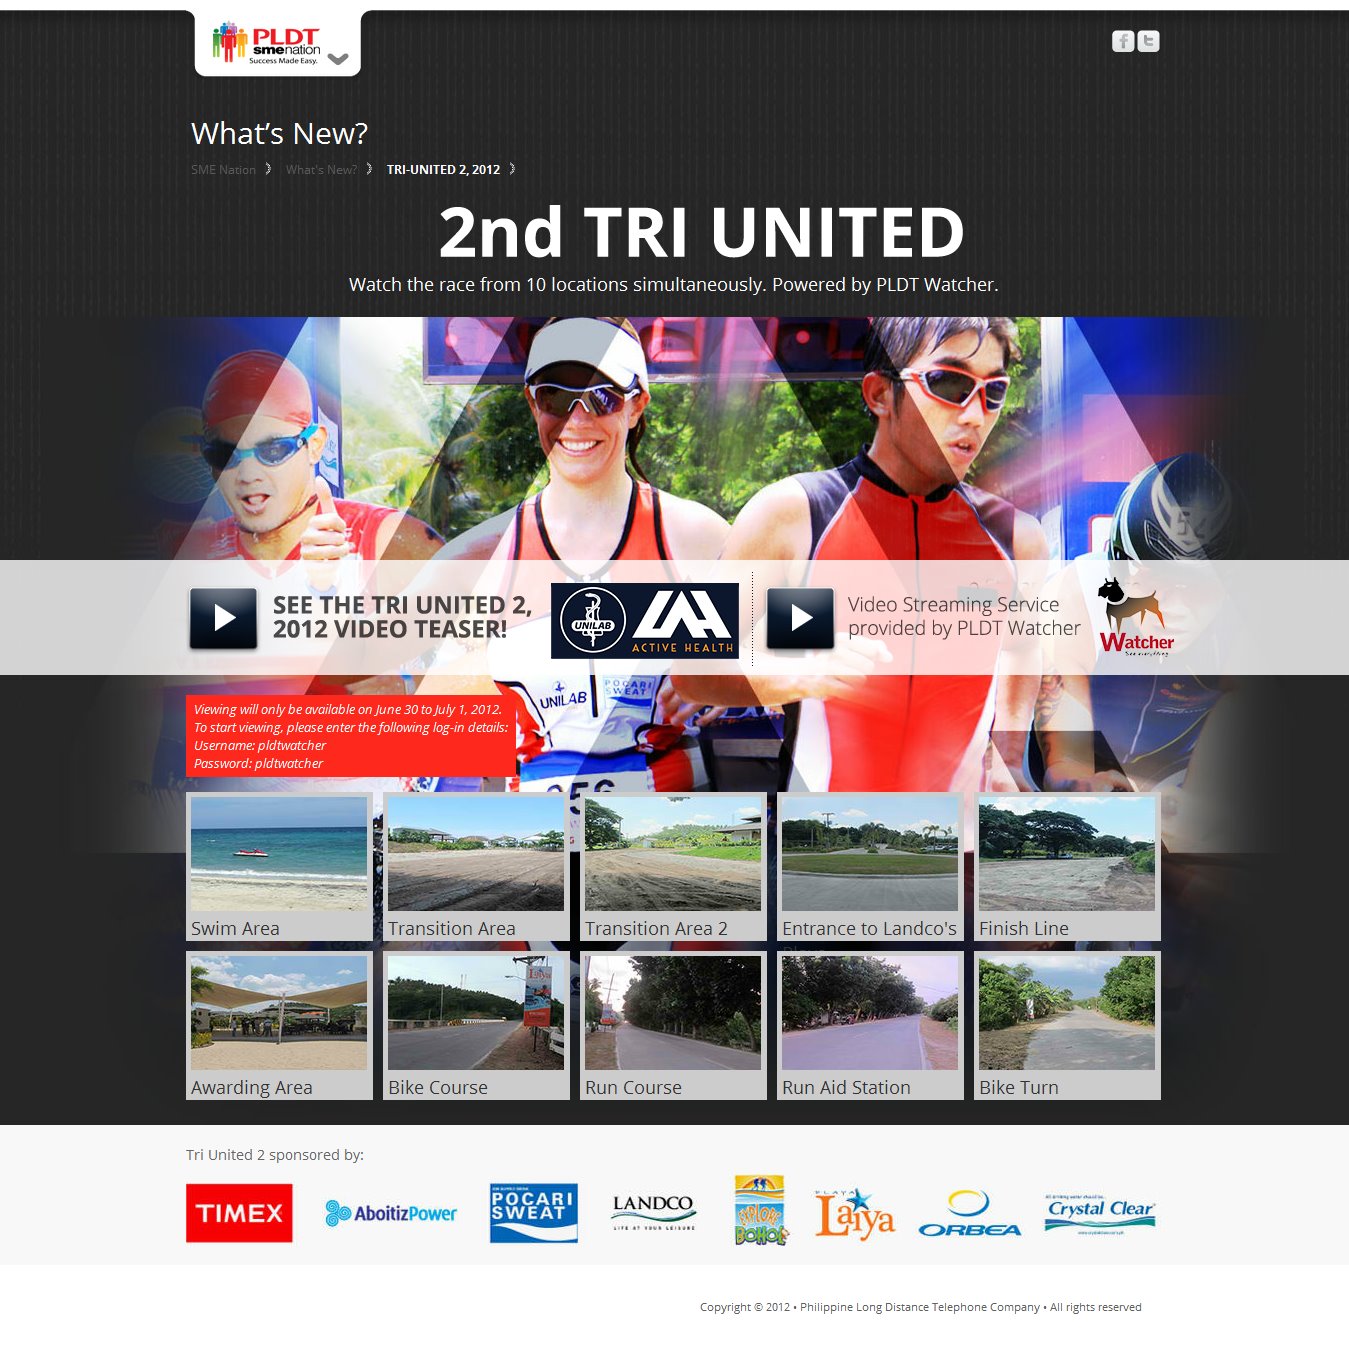 PLDT
smenation
Success Made Easy.
What's New?
SME Nation
What's New?
TRI-UNITED 2, 2012
2nd TRI UNITED
Watch the race from 10 locations simultaneously. Powered by PLDT Watcher.
SEE THE TRI UNITED 2,
2012 VIDEO TEASER!
UNILAB
ACTIVE HEALTH
Video Streaming Service
provided by PLDT Watcher
Watcher
POCARI
SWEAT
UNILAB
Viewing will only be available on June 30 to July 1, 2012.
To start viewing, please enter the following log-in details:
Username: pldtwatcher
Password: pldtwatcher
Swim Area
Transition Area
Transition Area 2
Entrance to Landco's
Finish Line
Laiya
Awarding Area
Bike Course
Run Course
Run Aid Station
Bike Turn
Tri United 2 sponsored by:
TIMEX
AboitizPower
POCARI
SWEAT
LANDCO
LIFE AT YOUR LEISURE
EXPLORE
BOHOL
PLAYA
Laiya
ORBEA
Crystal Clear
Copyright © 2012 • Philippine Long Distance Telephone Company • All rights reserved